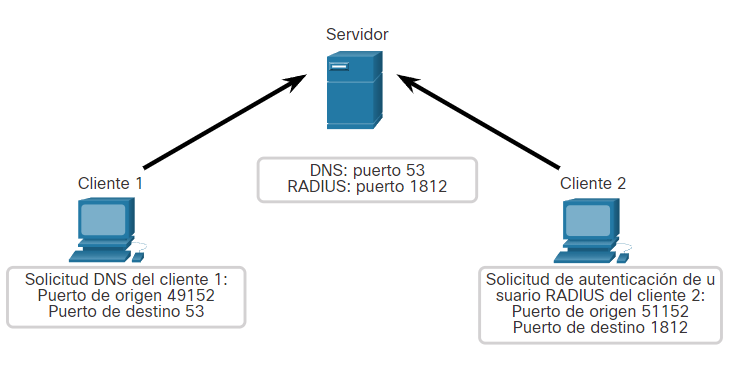 Servidor
DNS: puerto 53
RADIUS: puerto 1812
Cliente 1
Solicitud DNS del cliente 1:
Puerto de origen 49152
Puerto de destino 53
Cliente 2
Solicitud de autenticación de u
suario RADIUS del cliente 2:
Puerto de origen 51152
Puerto de destino 1812